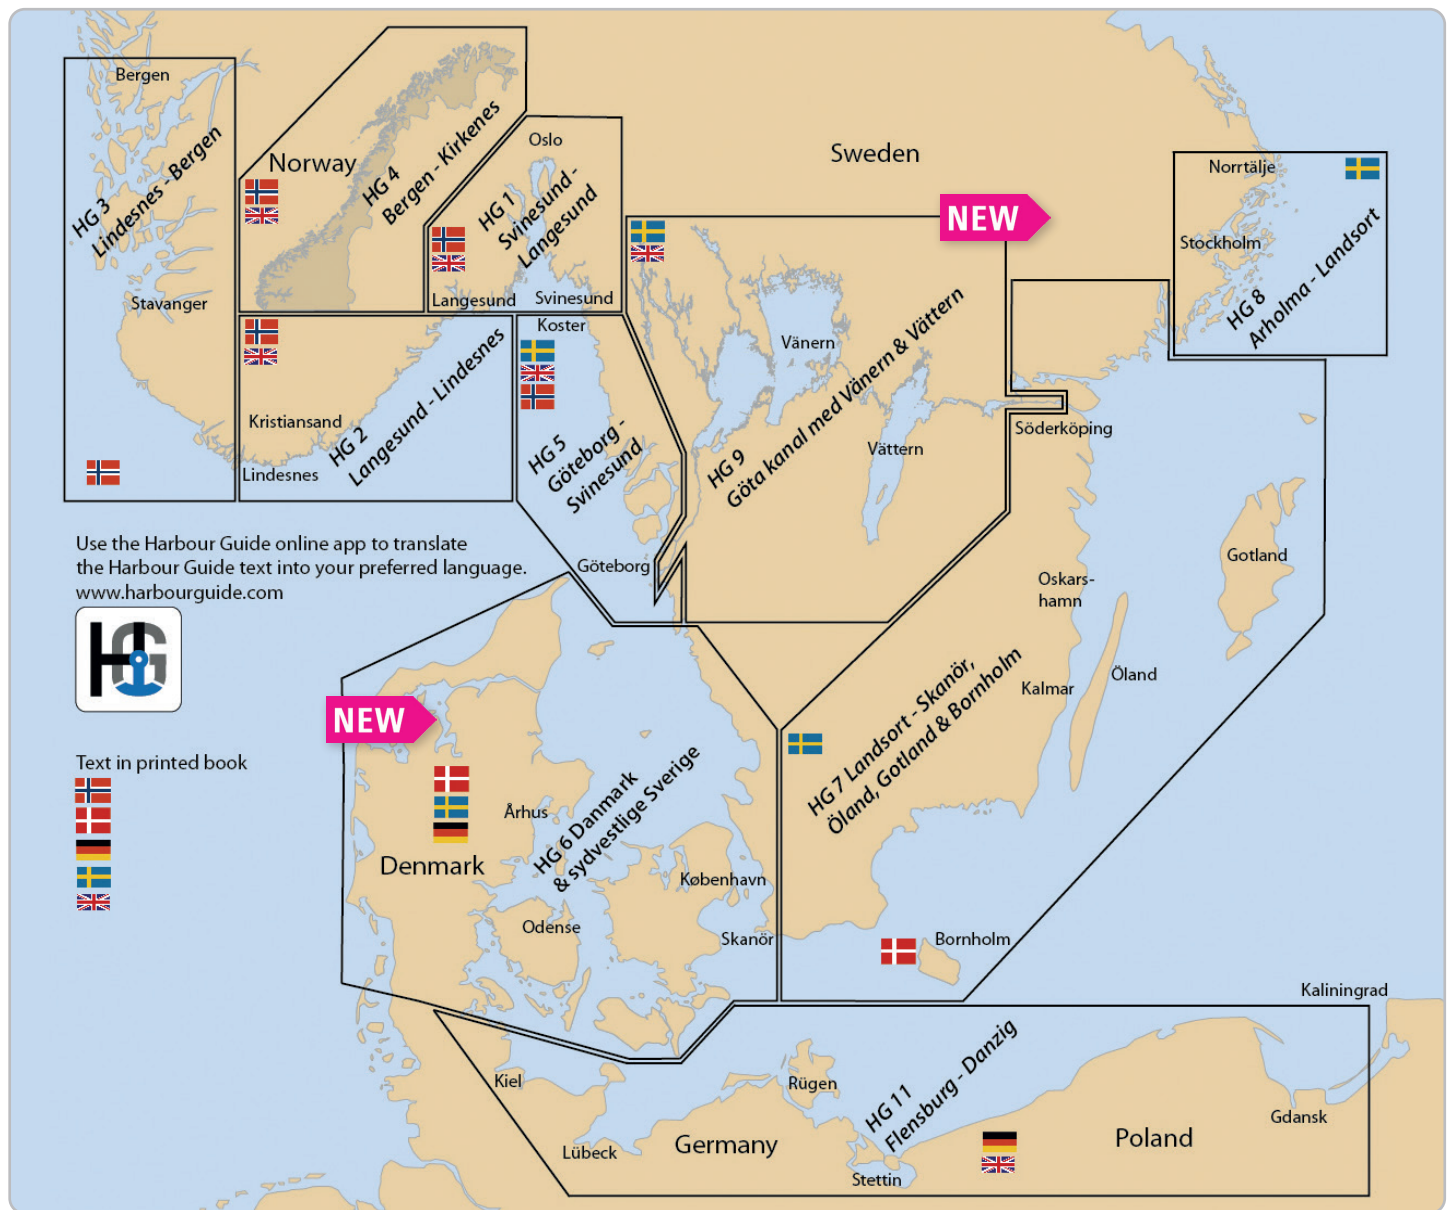 Bergen
HG 3
Lindesnes - Bergen
Stavanger
Norway
HG 4
Bergen - Kirkenes
Oslo
HG 1
Svinesund -
Langesund
Langesund
Svinesund
Sweden
NEW
Norrtälje
Stockholm
HG 8
Arholma - Landsort
Koster
Kristiansand
Lindesnes
HG 2
Langesund - Lindesnes
HG 5
Göteborg -
Svinesund
Göteborg
Vänern
Vättern
HG 9
Göta kanal med Vänern & Vättern
Söderköping
Gotland
Oskars-
hamn
Öland
Kalmar
HG 7 Landsort - Skanör,
Öland, Gotland & Bornholm
Use the Harbour Guide online app to translate
the Harbour Guide text into your preferred language.
www.harbourguide.com
HG
NEW
Text in printed book
Århus
Denmark
HG 6 Danmark
& sydvestlige Sverige
København
Odense
Skanör
Bornholm
Kaliningrad
Kiel
Rügen
HG 11
Flensburg - Danzig
Gdansk
Lübeck
Germany
Poland
Stettin